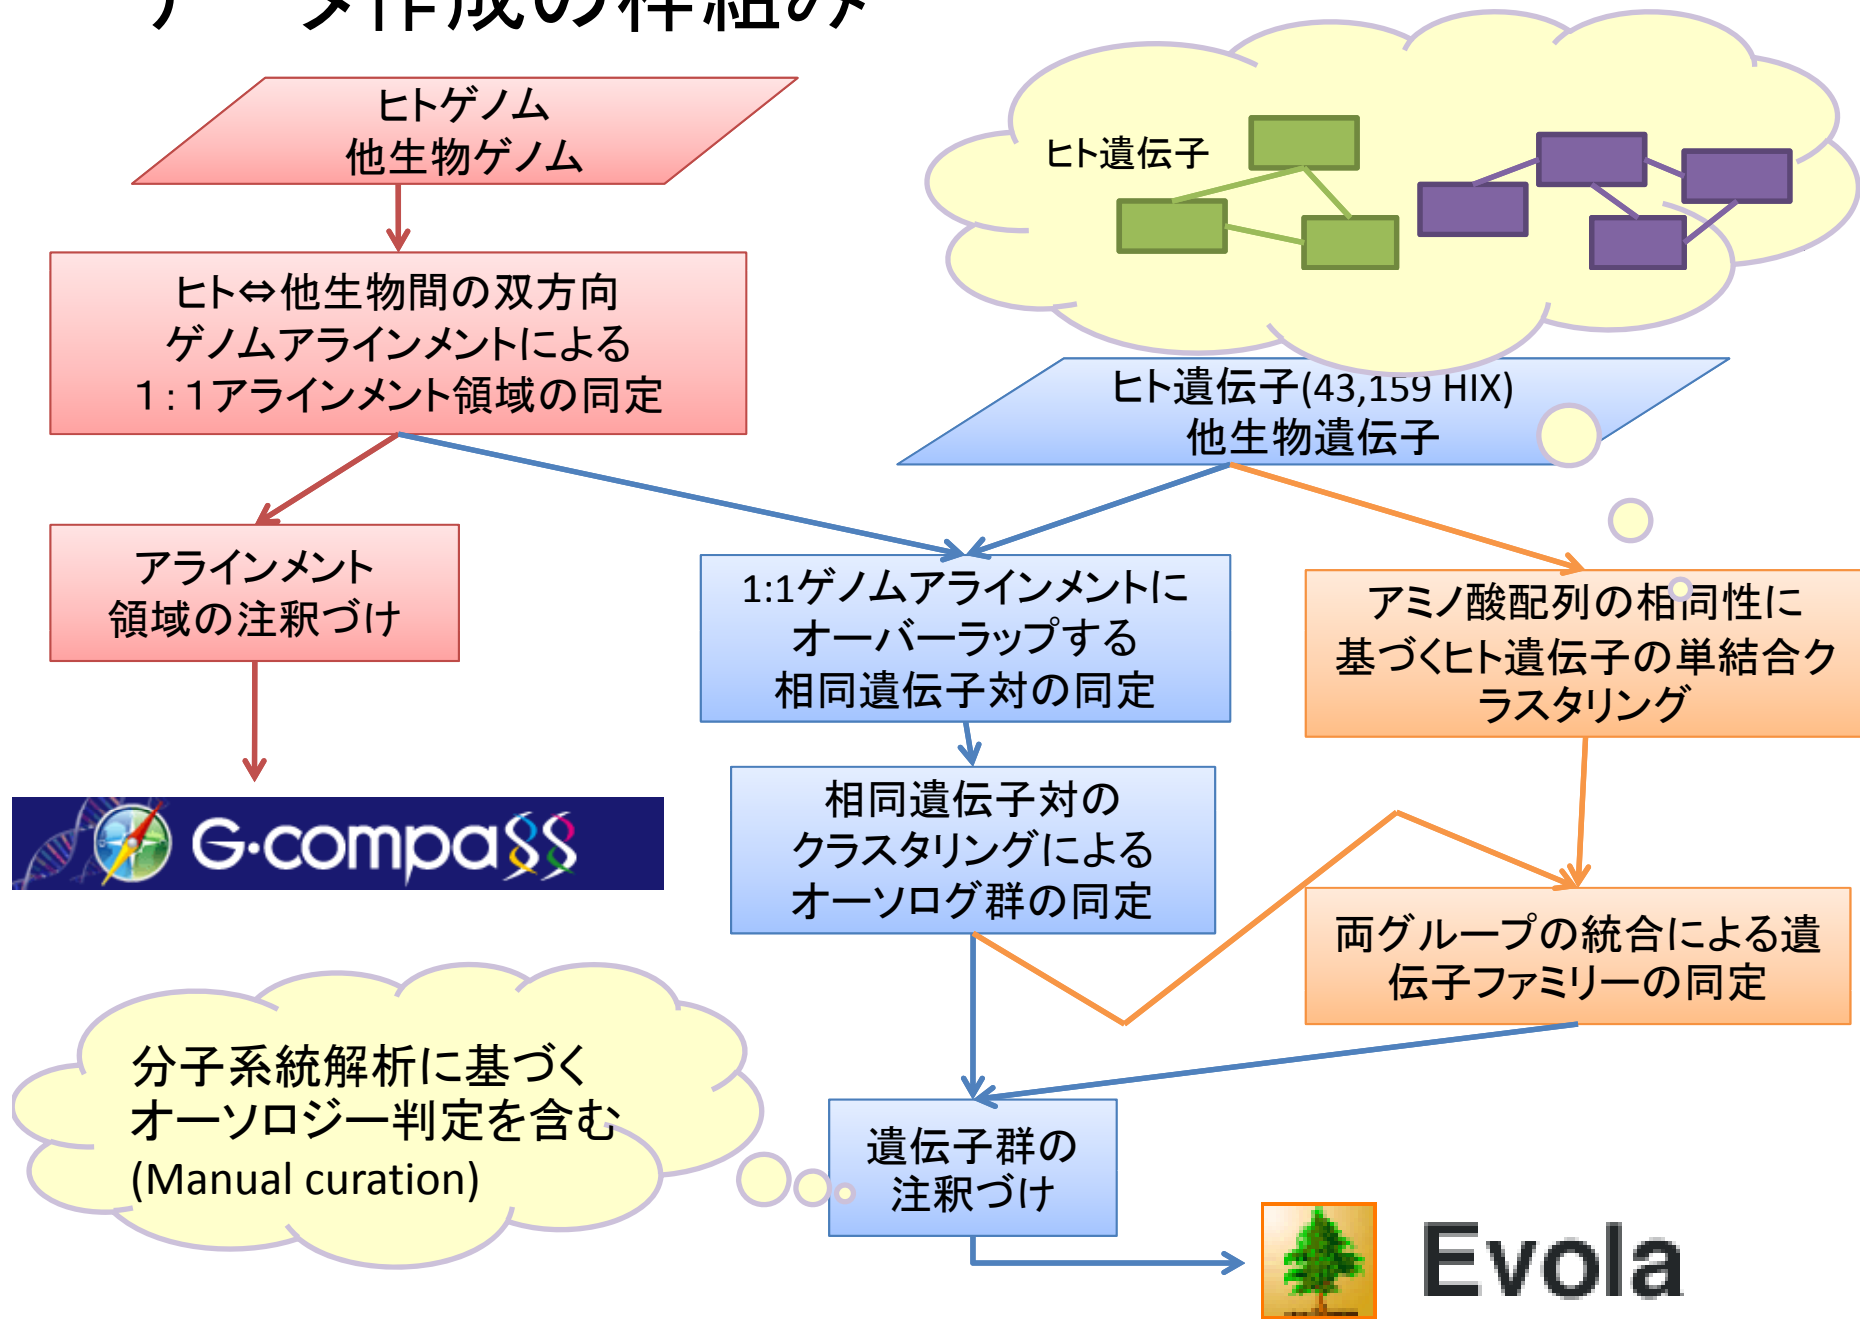 データ作成の枠組み
ヒトゲノム
他生物ゲノム
ヒト遺伝子
ヒト⇔他生物間の双方向
ゲノムアラインメントによる
１：１アラインメント領域の同定
ヒト遺伝子(43,159 HIX)
他生物遺伝子
アラインメント
領域の注釈づけ
1:1ゲノムアラインメントに
オーバーラップする
相同遺伝子対の同定
アミノ酸配列の相同性に
基づくヒト遺伝子の単結合ク
ラスタリング
G-compass
相同遺伝子対の
クラスタリングによる
オーソログ群の同定
両グループの統合による遺
伝子ファミリーの同定
分子系統解析に基づく
オーソロジー判定を含む
(Manual curation)
遺伝子群の
注釈づけ
Evola